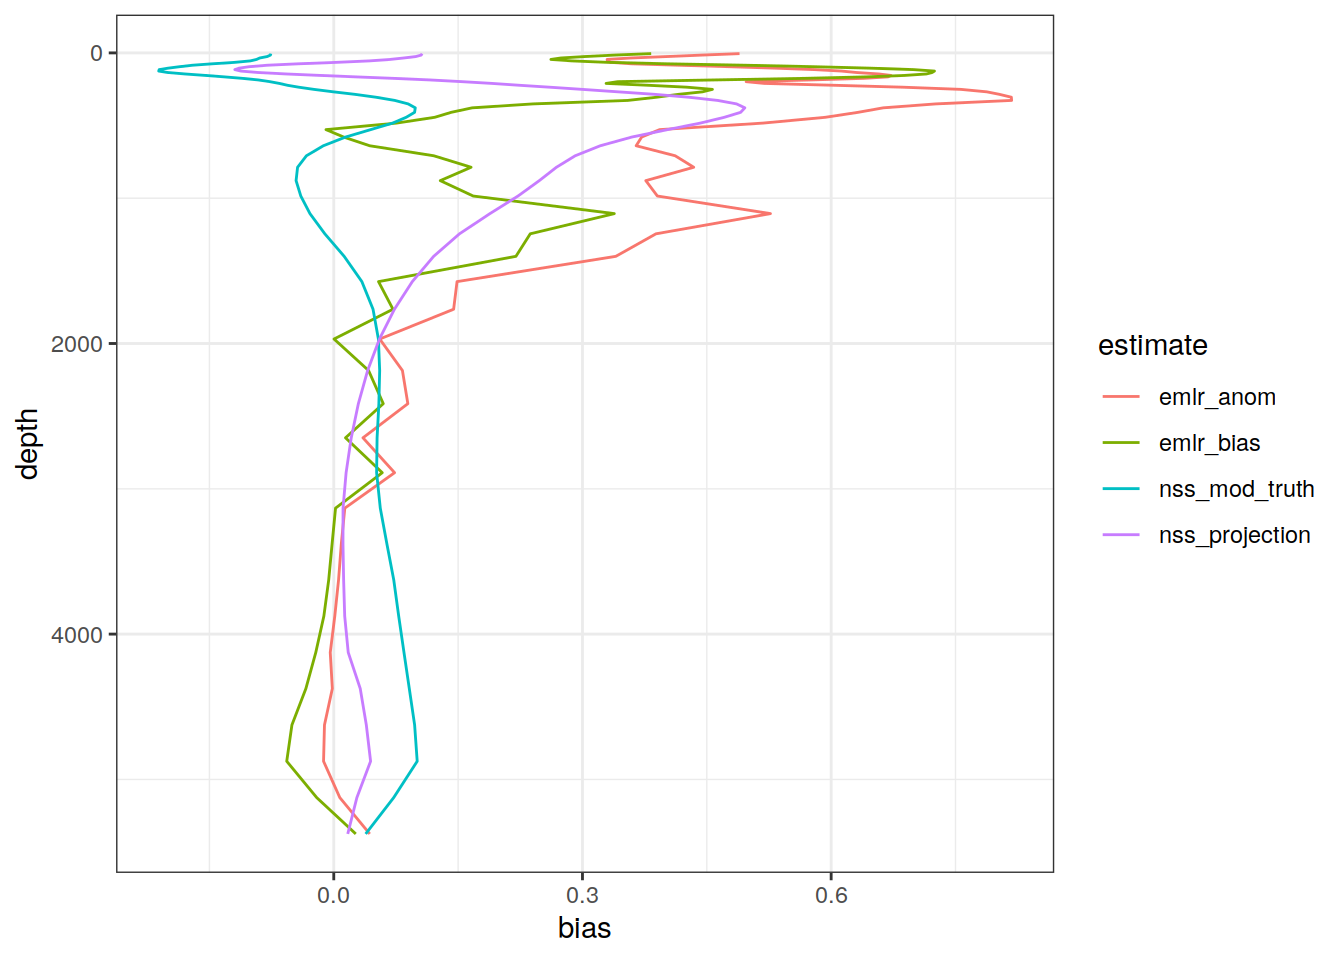 0
2000
4000
depth
0.0
0.3
0.6
bias
estimate
emlr_anom
emlr_bias
nss_mod_truth
nss_projection